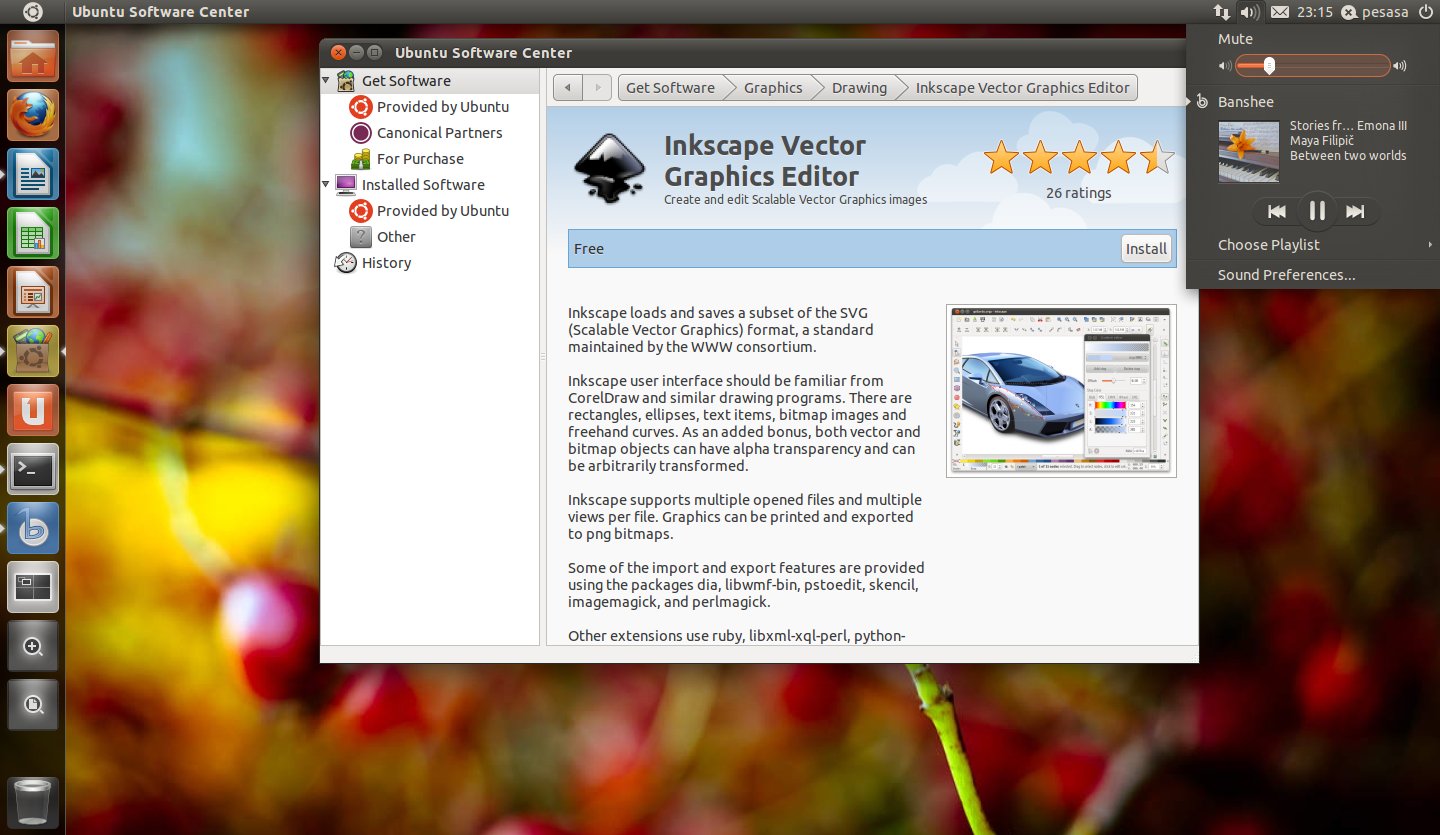 Ubuntu Software Center
23:15
pesasa
Ubuntu Software Center
Get Software
Provided by Ubuntu
Canonical Partners
For Purchase
Installed Software
Provided by Ubuntu
Other
History
Get Software
Graphics
Drawing
Inkscape Vector Graphics Editor
Inkscape Vector
Graphics Editor
Create and edit Scalable Vector Graphics images
26 ratings
Free
Install
Inkscape loads and saves a subset of the SVG
(Scalable Vector Graphics) format, a standard
maintained by the WWW consortium.
Inkscape user interface should be familiar from
CorelDraw and similar drawing programs. There are
rectangles, ellipses, text items, bitmap images and
freehand curves. As an added bonus, both vector and
bitmap objects can have alpha transparency and can
be arbitrarily transformed.
Inkscape supports multiple opened files and multiple
views per file. Graphics can be printed and exported
to png bitmaps.
Some of the import and export features are provided
using the packages dia, libwmf-bin, pstoedit, skencil,
imagemagick, and perlmagick.
Other extensions use ruby, libxml-xql-perl, python-
Mute
Banshee
Stories fr... Emona III
Maya Filipič
Between two worlds
Choose Playlist
Sound Preferences...